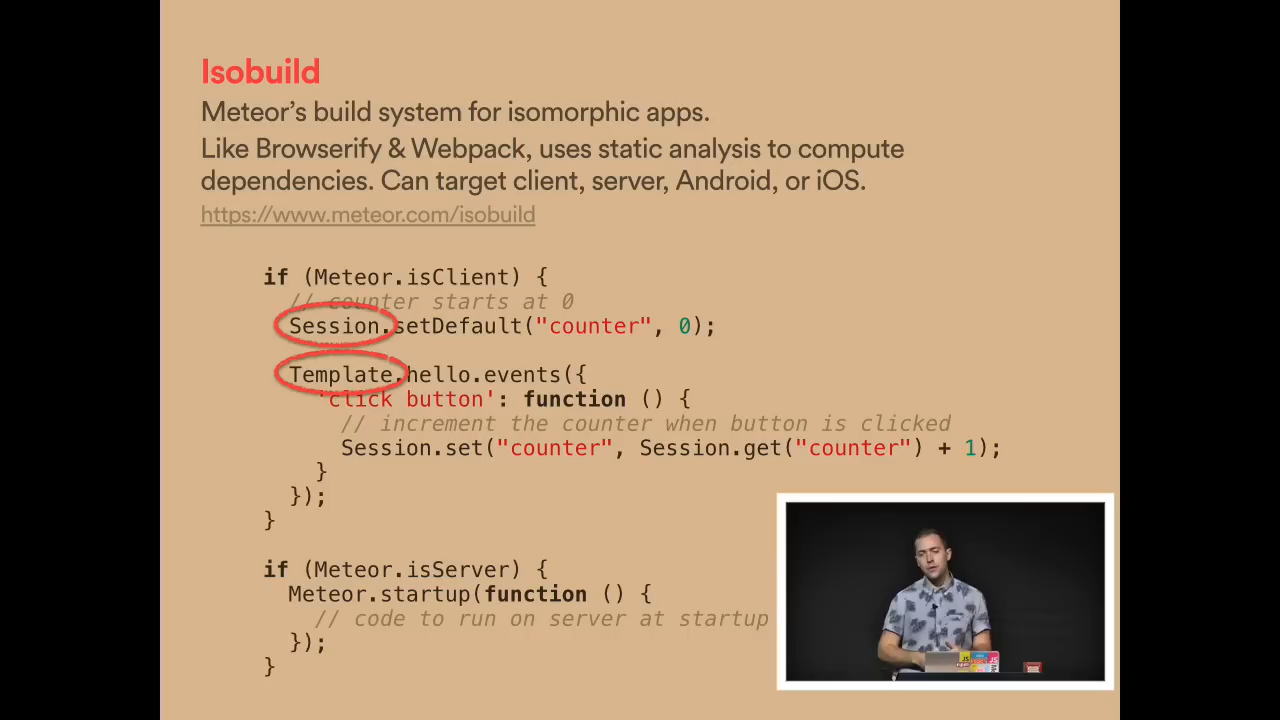 Isobuild
Meteor’s build system for isomorphic apps.
Like Browserify & Webpack, uses static analysis to compute
dependencies. Can target client, server, Android, or iOS.
https://www.meteor.com/isobuild
if (Meteor.isClient) {
// counter starts at 0
Session.setDefault("counter", 0);
Template.hello.events({
'click button': function () {
// increment the counter when button is clicked
Session.set("counter", Session.get("counter") + 1);
}
});
}
if (Meteor.isServer) {
Meteor.startup(function () {
// code to run on server at startup
});
}